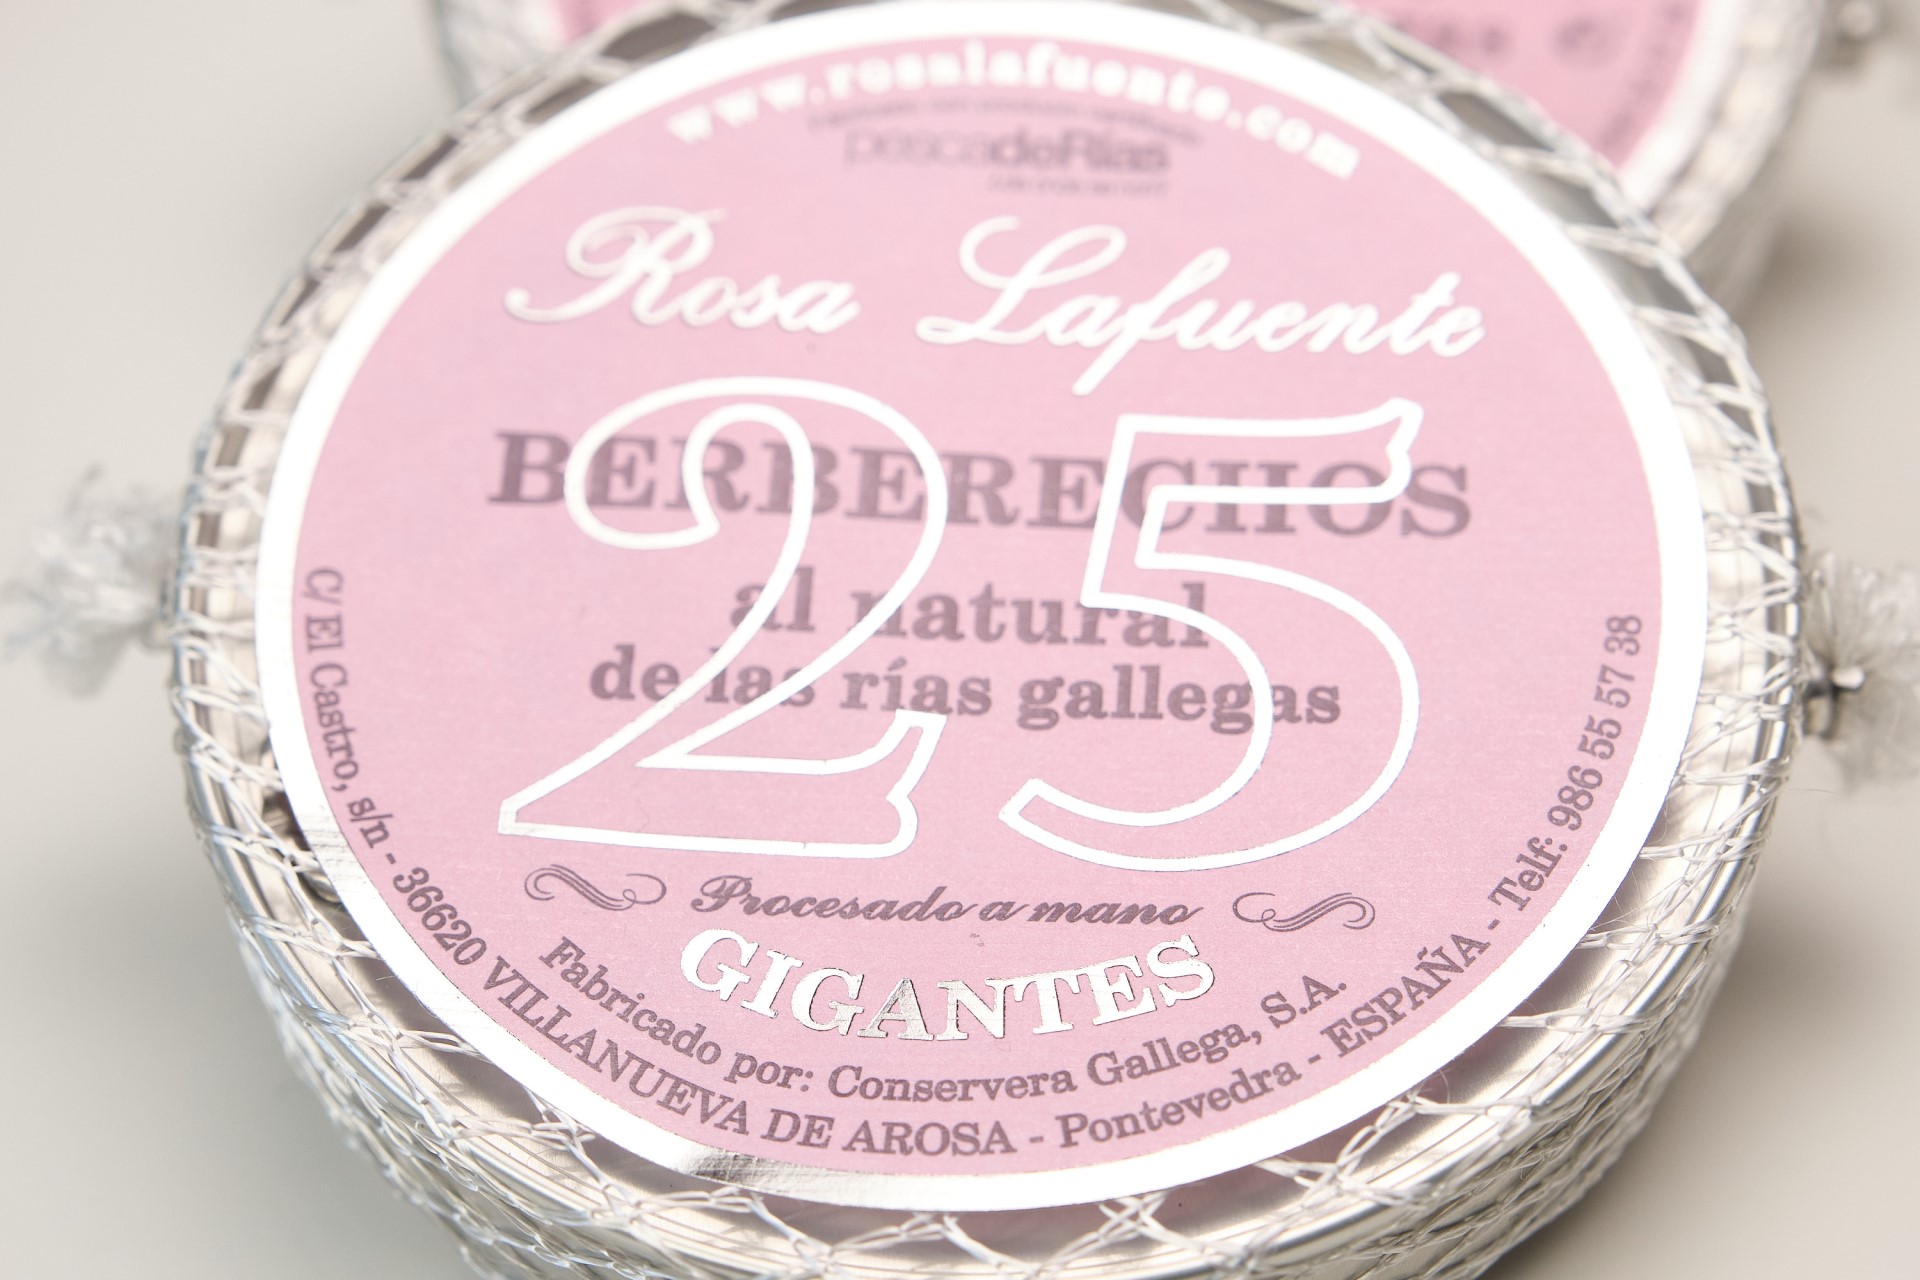 www.rosalafuente.com
pescadeRías
Rosa Lafuente
25
BERBERECHOS
al natural
de las rías gallegas
Procesado a mano
GIGANTES
Fabricado por: Conservera Gallega, S.A.
C/ El Castro, s/n - 36620 VILLANUEVA DE AROSA - Pontevedra - ESPAÑA - Telf: 986 55 57 38